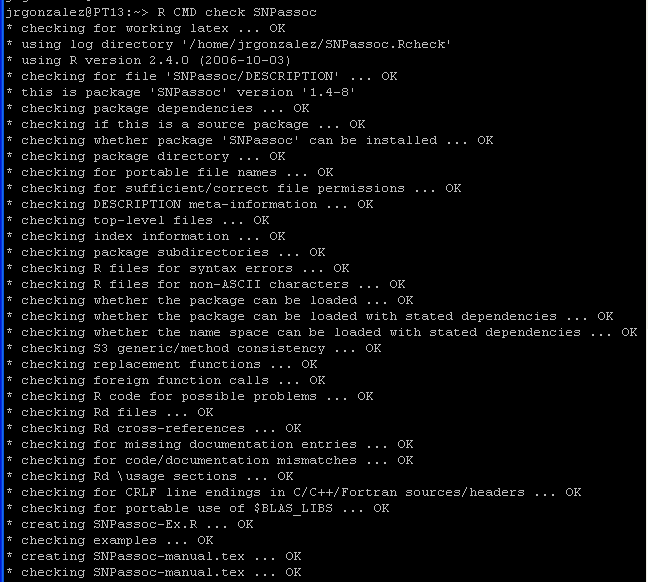 jrgonzalez@PT13:~> R CMD check SNPassoc
* checking for working latex ... OK
* using log directory '/home/jrgonzalez/SNPassoc.Rcheck'
* using R version 2.4.0 (2006-10-03)
* checking for file 'SNPassoc/DESCRIPTION' ... OK
* this is package 'SNPassoc' version '1.4-8'
* checking package dependencies ... OK
* checking if this is a source package ... OK
* checking whether package 'SNPassoc' can be installed ... OK
* checking package directory ... OK
* checking for portable file names ... OK
* checking for sufficient/correct file permissions ... OK
* checking DESCRIPTION meta-information ... OK
* checking top-level files ... OK
* checking index information ... OK
* checking package subdirectories ... OK
* checking R files for syntax errors ... OK
* checking R files for non-ASCII characters ... OK
* checking whether the package can be loaded ... OK
* checking whether the package can be loaded with stated dependencies ... OK
* checking whether the name space can be loaded with stated dependencies ... OK
* checking S3 generic/method consistency ... OK
* checking replacement functions ... OK
* checking foreign function calls ... OK
* checking R code for possible problems ... OK
* checking Rd files ... OK
* checking Rd cross-references ... OK
* checking for missing documentation entries ... OK
* checking for code/documentation mismatches ... OK
* checking Rd \usage sections ... OK
* checking for CRLF line endings in C/C++/Fortran sources/headers ... OK
* checking for portable use of $BLAS_LIBS ... OK
* creating SNPassoc-Ex.R ... OK
* checking examples ... OK
* creating SNPassoc-manual.tex ... OK
* checking SNPassoc-manual.tex ... OK